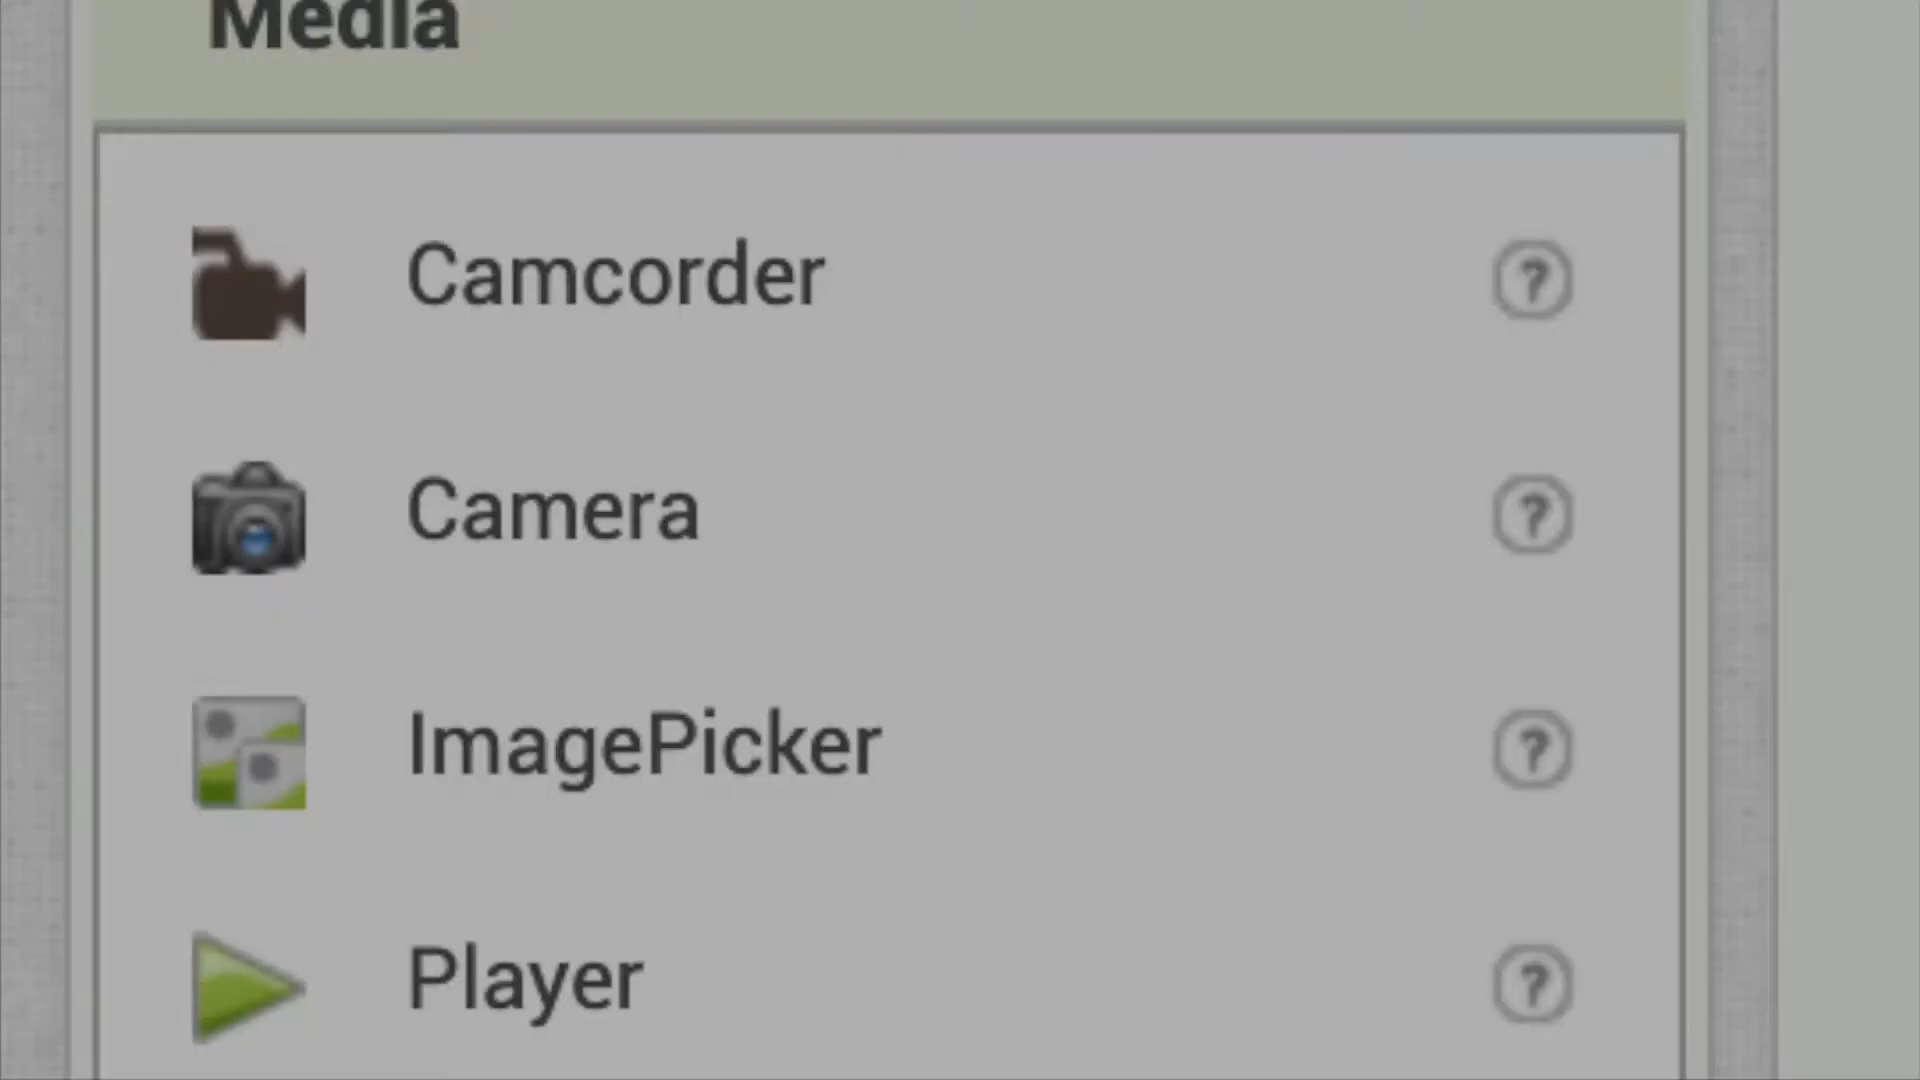 Media
Camcorder
?
Camera
?
ImagePicker
?
Player
?